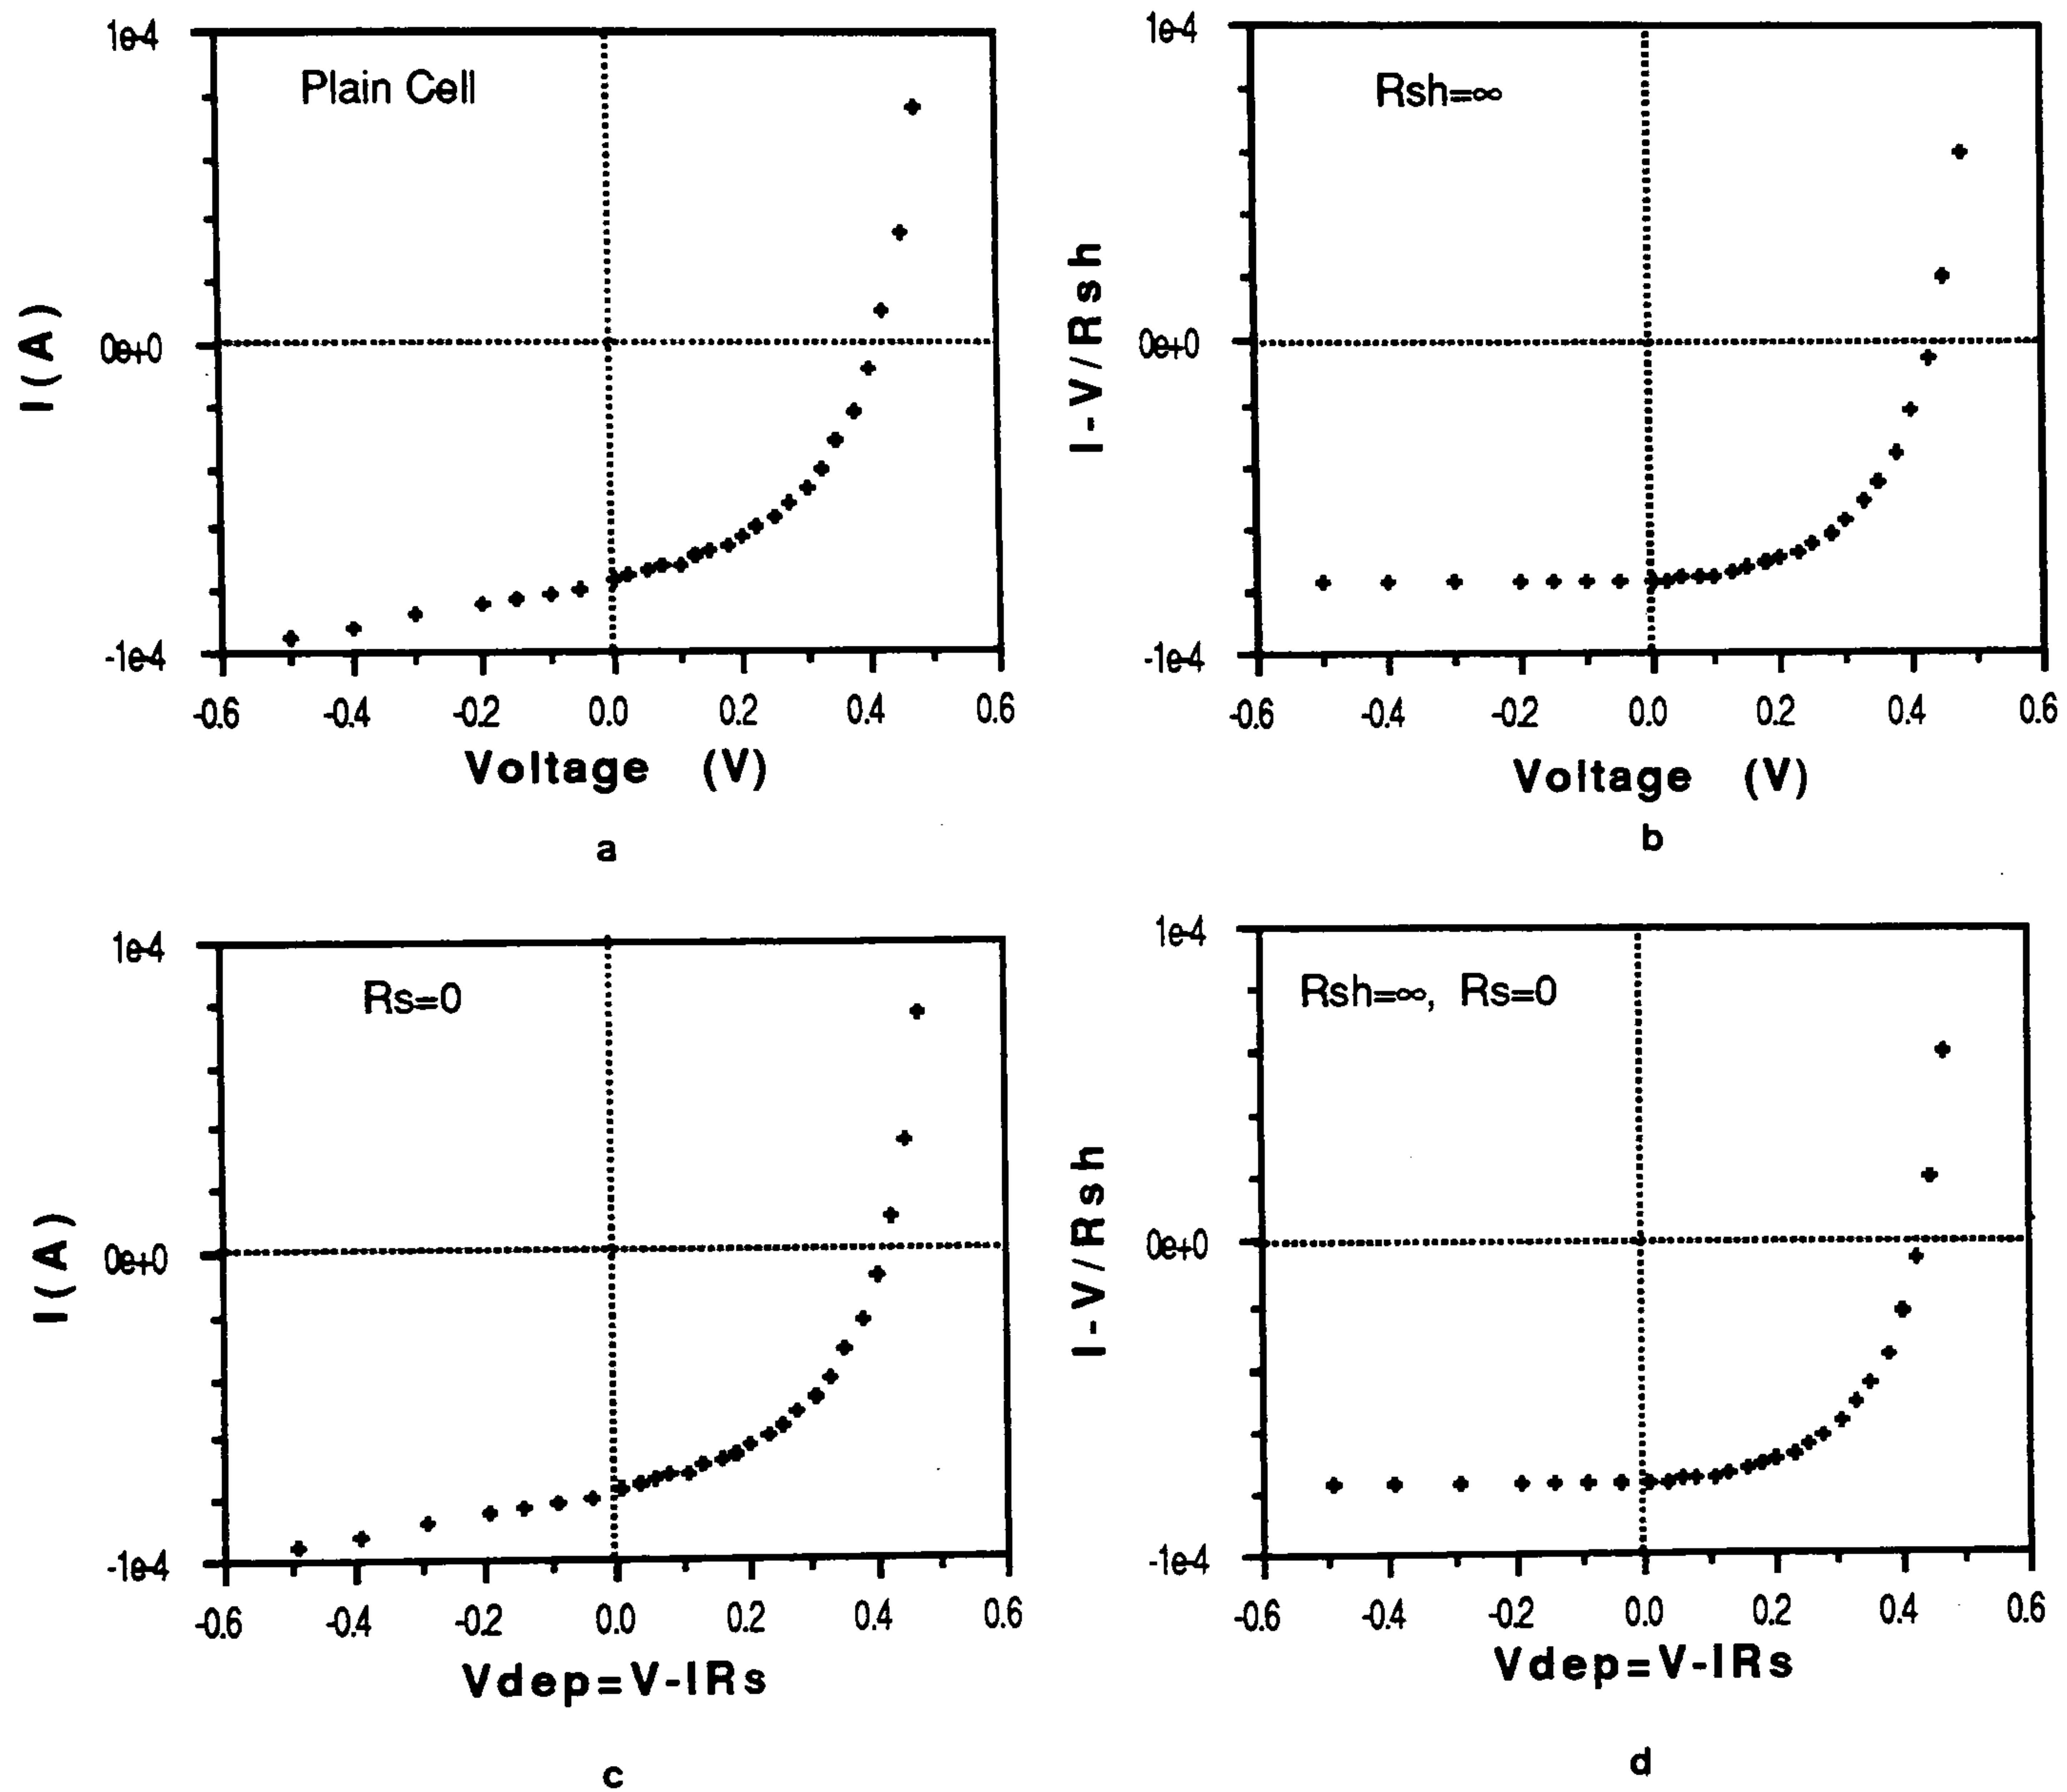 1e-4
Plain Cell
I(A)
0e+0
-1e-4
-0.6 -0.4 -0.2 0.0 0.2 0.4 0.6
Voltage (V)
a
1e-4
Rsh=∞
I-V/Rsh
0e+0
-1e-4
-0.6 -0.4 -0.2 0.0 0.2 0.4 0.6
Voltage (V)
b
1e-4
Rs=0
I(A)
0e+0
-1e-4
-0.6 -0.4 -0.2 0.0 0.2 0.4 0.6
Vdep=V-IRs
c
1e-4
Rsh=∞, Rs=0
I-V/Rsh
0e+0
-1e-4
-0.6 -0.4 -0.2 0.0 0.2 0.4 0.6
Vdep=V-IRs
d